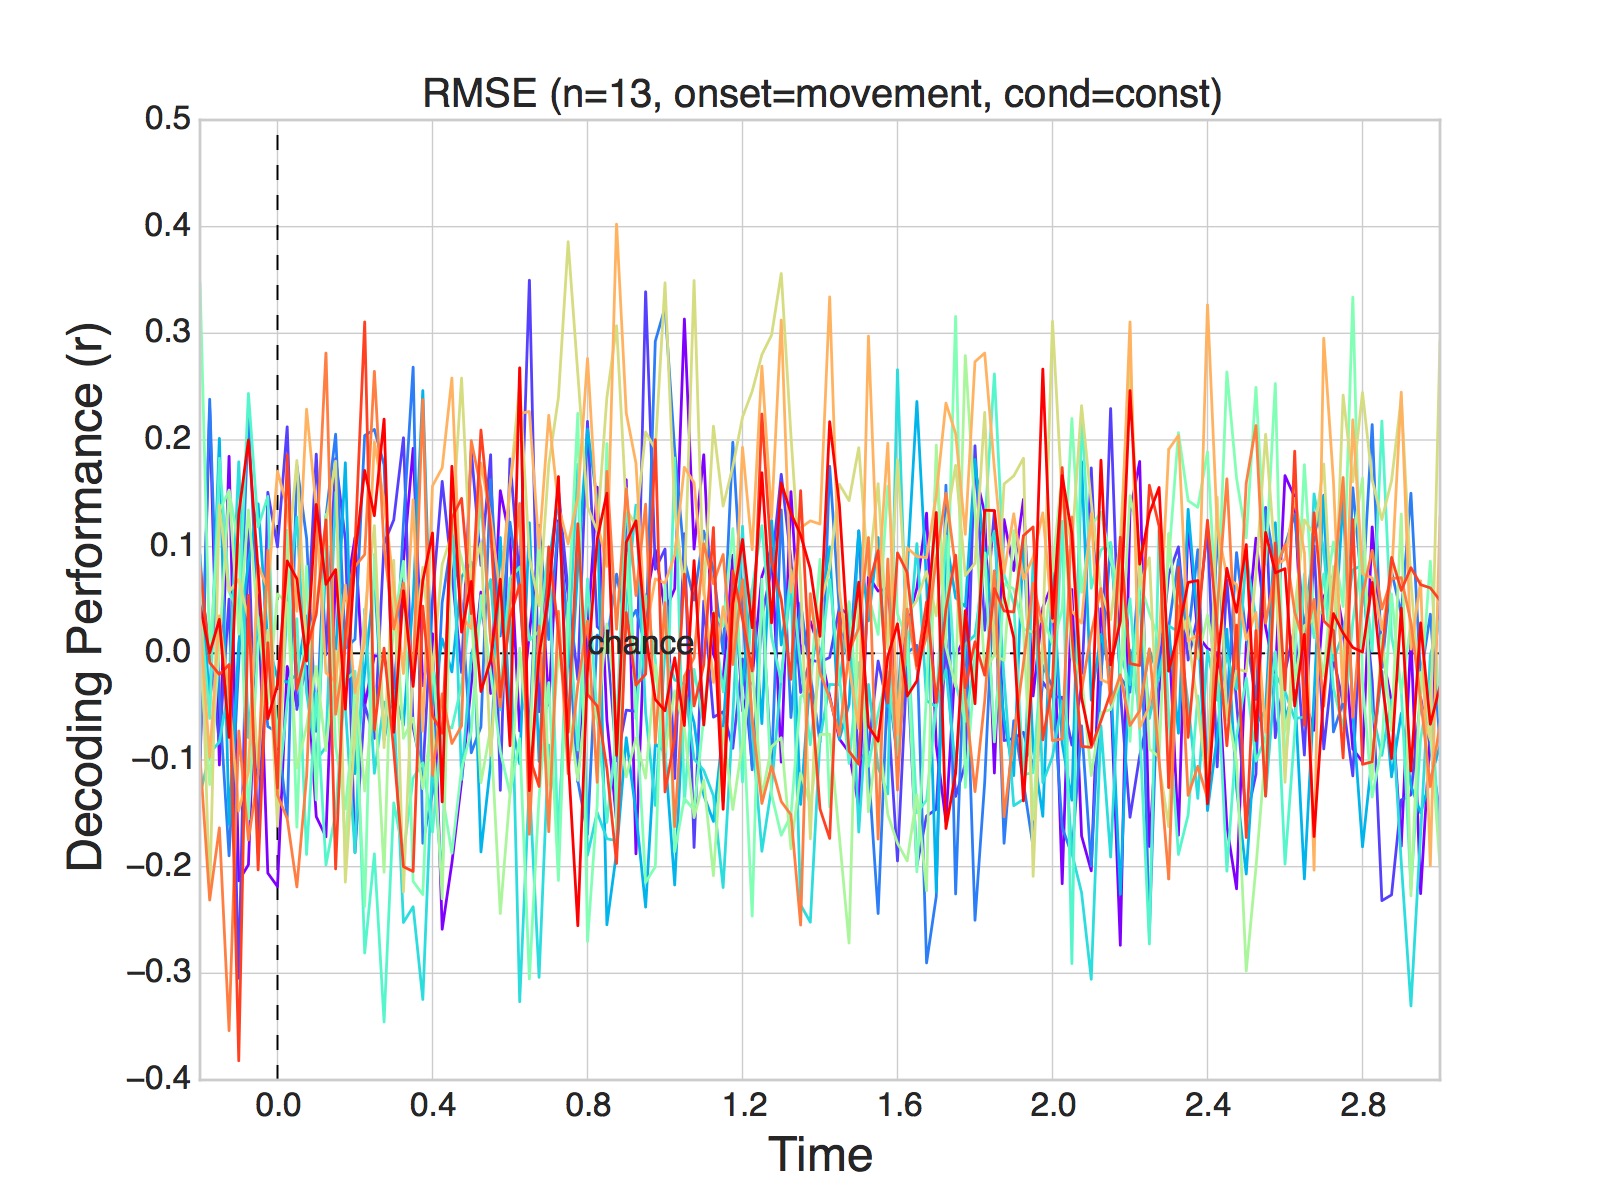 RMSE (n=13, onset=movement, cond=const)
0.5
0.4
0.3
0.2
0.1
0.0
−0.1
−0.2
−0.3
−0.4
Decoding Performance (r)
chance
0.0 0.4 0.8 1.2 1.6 2.0 2.4 2.8
Time